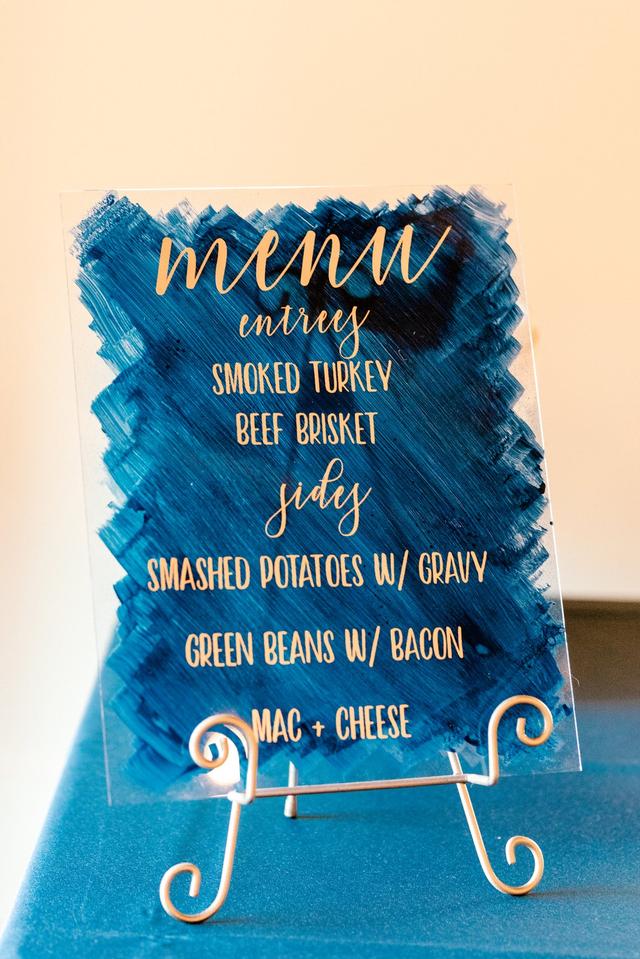 menu
entrees
SMOKED TURKEY
BEEF BRISKET
sides
SMASHED POTATOES W/ GRAVY
GREEN BEANS W/ BACON
MAC + CHEESE